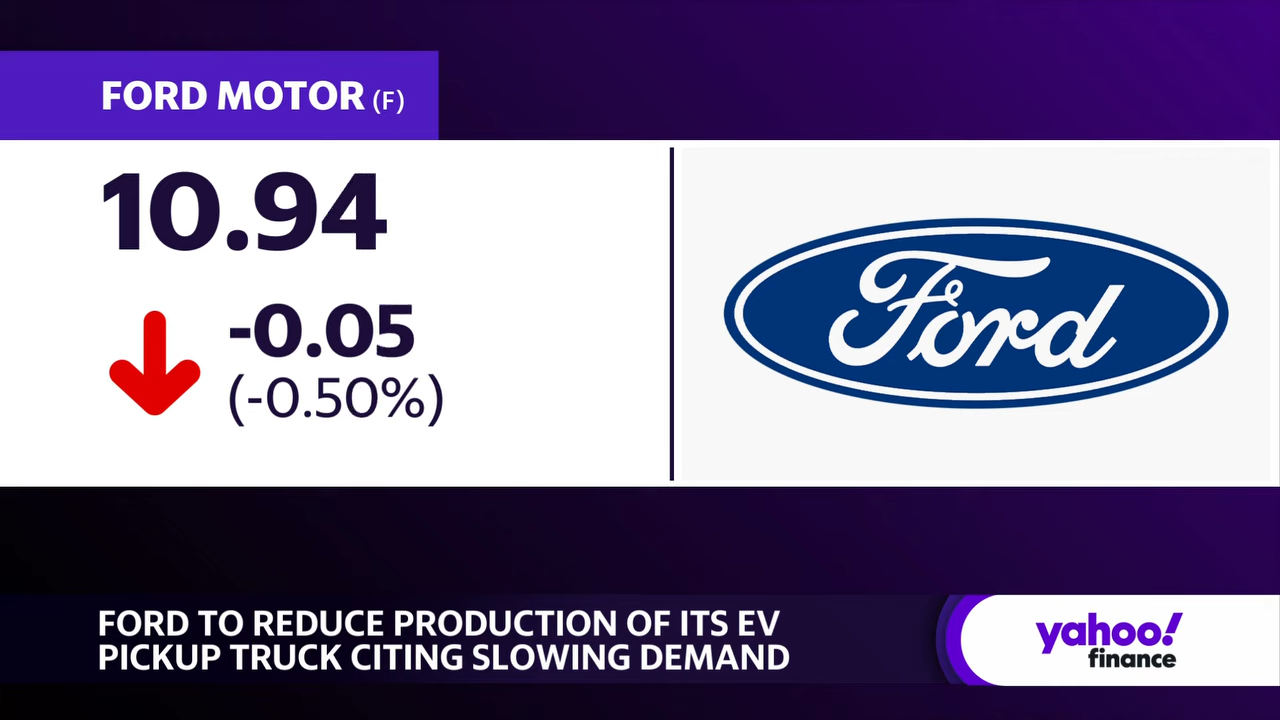 FORD MOTOR (F)
10.94
-0.05
(-0.50%)
Ford
FORD TO REDUCE PRODUCTION OF ITS EV
PICKUP TRUCK CITING SLOWING DEMAND
yahoo!
finance